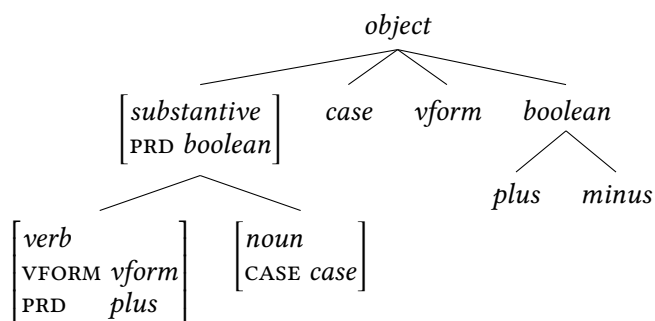 object
substantive case vform boolean
PRD boolean
plus minus
verb noun
VFORM vform CASE case
PRD plus